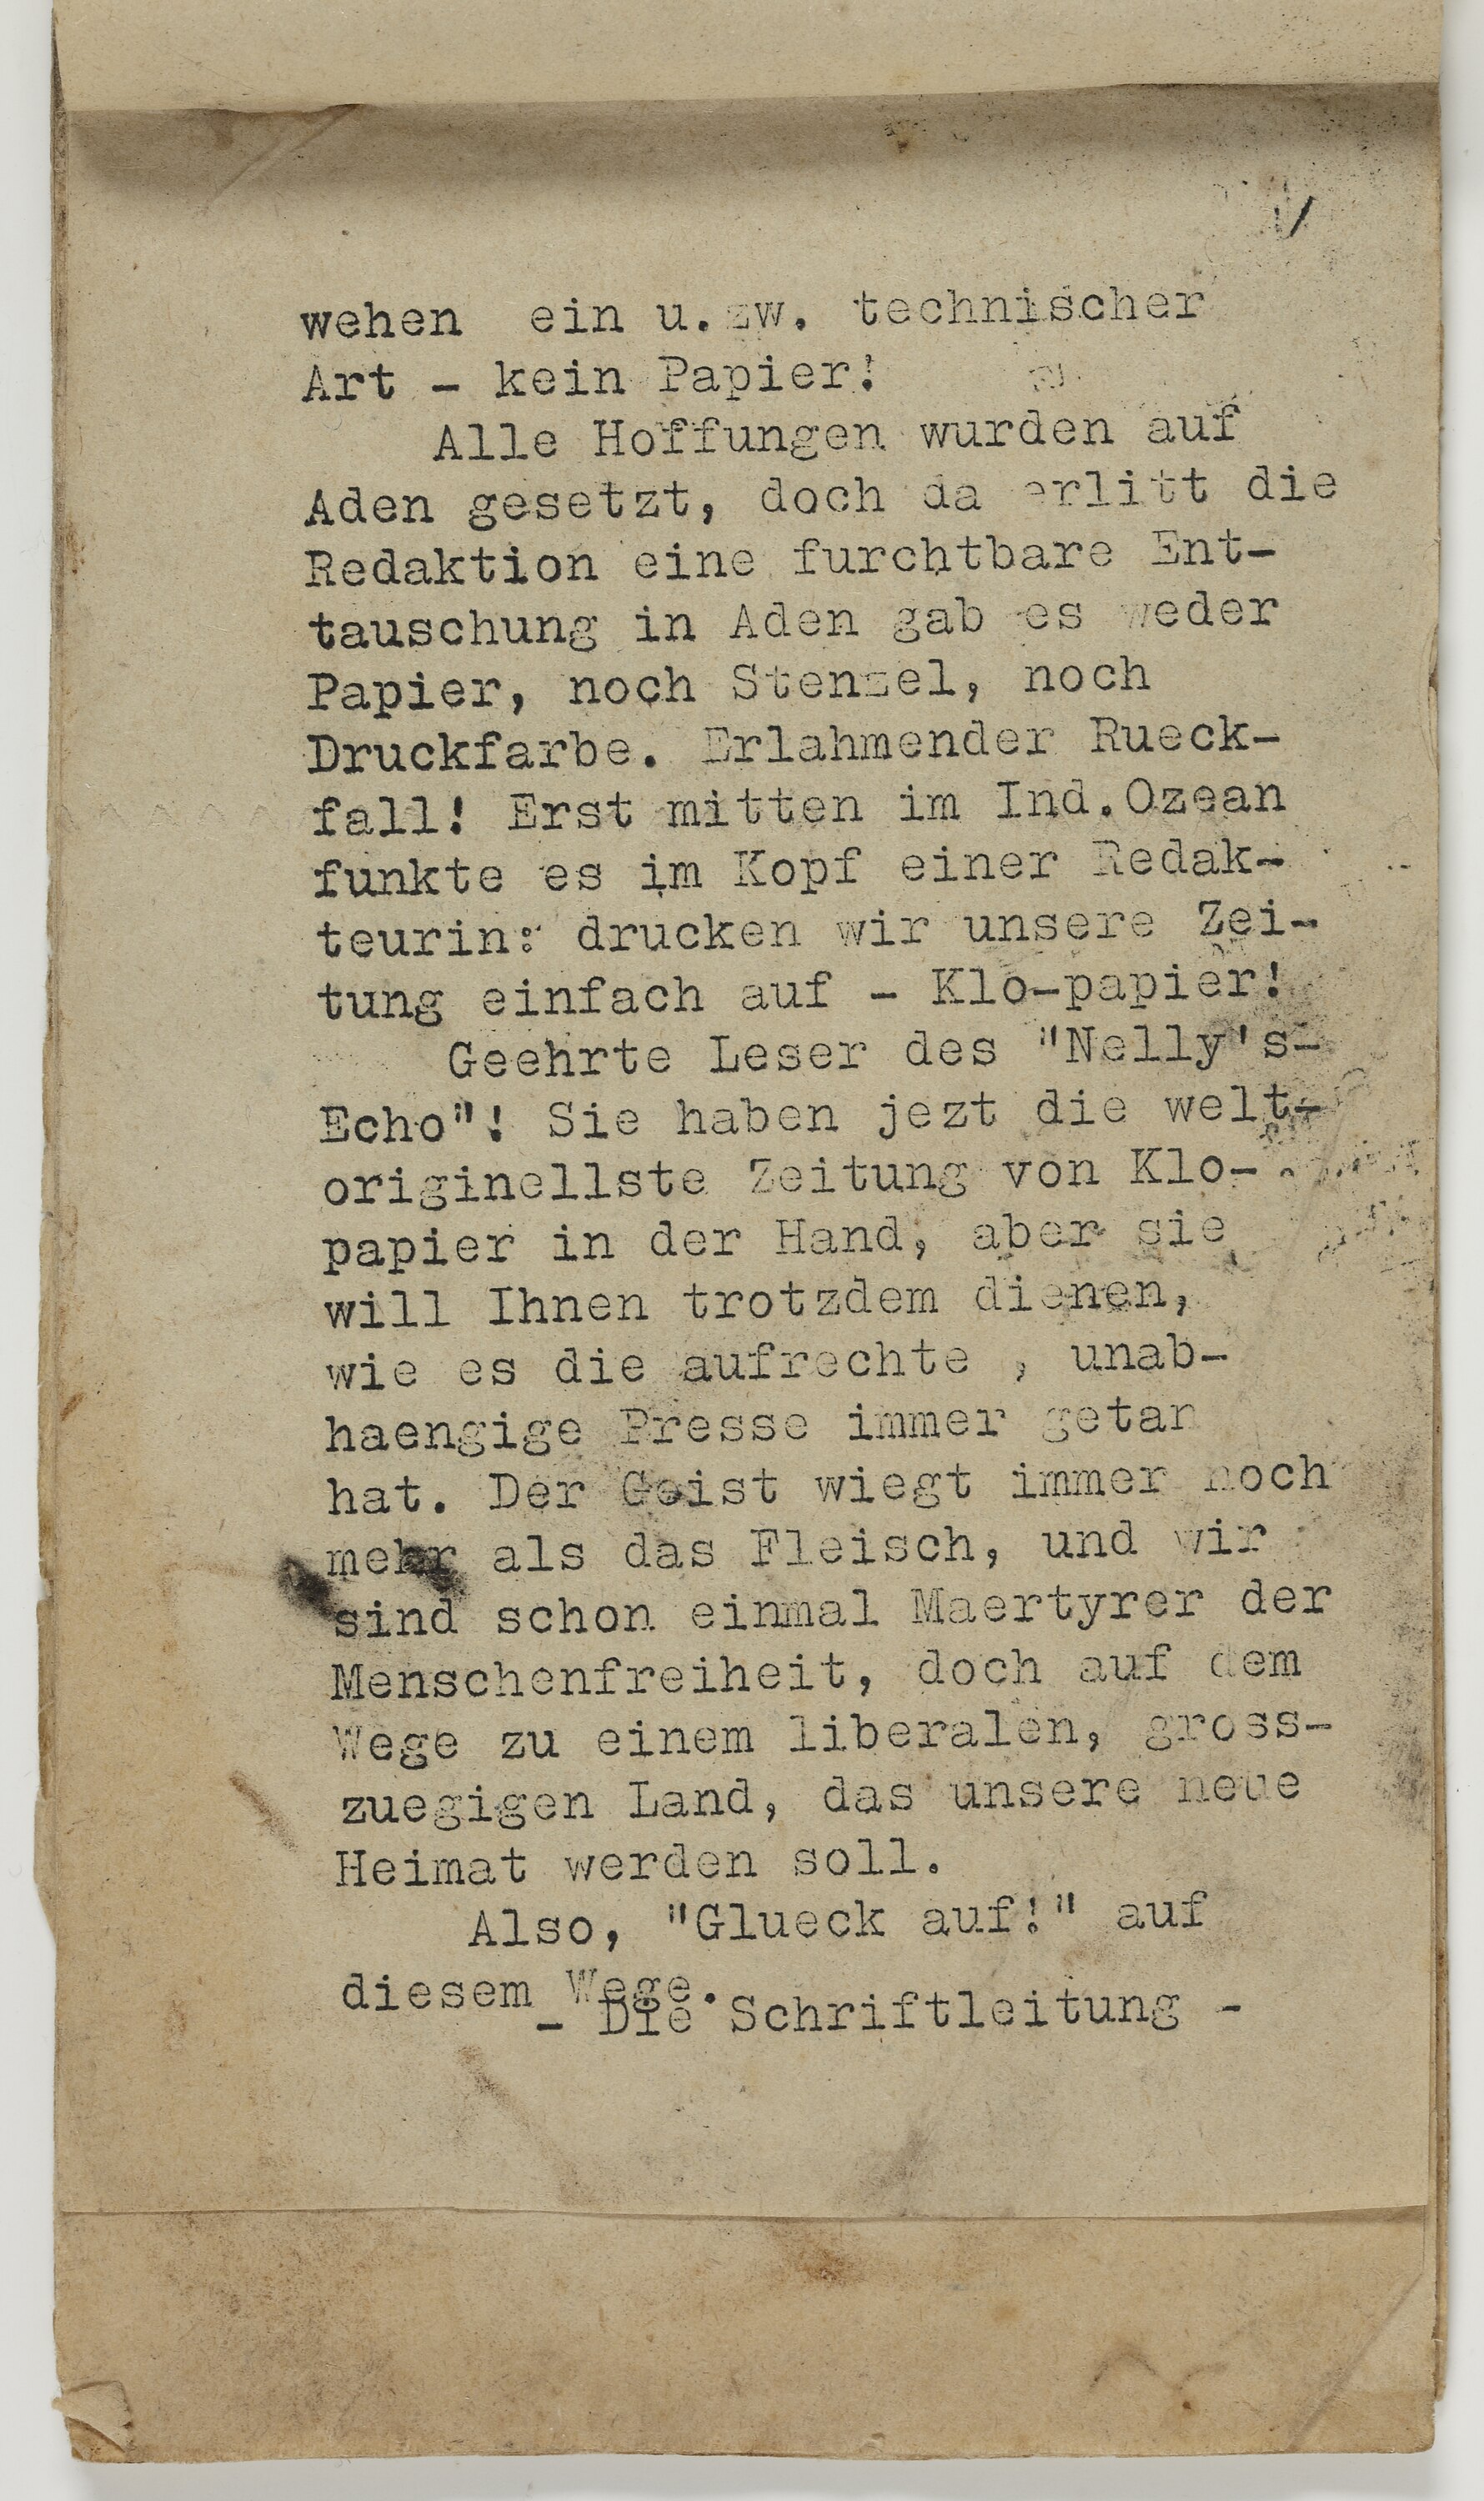 wehen  ein u.zw. technischer
Art - kein Papier!
Alle Hoffungen wurden auf
Aden gesetzt, doch da erlitt die
Redaktion eine furchtbare Ent-
tauschung in Aden gab es weder
Papier, noch Stenzel, noch
Druckfarbe. Erlahmender Rueck-
fall! Erst mitten im Ind.Ozean
funkte es im Kopf einer Redak-
teurin: drucken wir unsere Zei-
tung einfach auf - Klo-papier!
Geehrte Leser des "Nelly's-
Echo"! Sie haben jezt die welt-
originellste Zeitung von Klo-
papier in der Hand, aber sie
will Ihnen trotzdem dienen,
wie es die aufrechte , unab-
haengige Presse immer getan
hat. Der Geist wiegt immer noch
mehr als das Fleisch, und wir
sind schon einmal Maertyrer der
Menschenfreiheit, doch auf dem
Wege zu einem liberalen, gross-
zuegigen Land, das unsere neue
Heimat werden soll.
Also, "Glueck auf!" auf
diesem Wege.
- Die Schriftleitung -